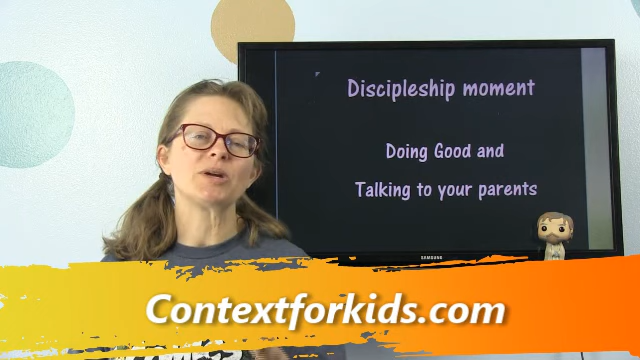 Discipleship moment
Doing Good and
Talking to your parents
SAMSUNG
Contextforkids.com